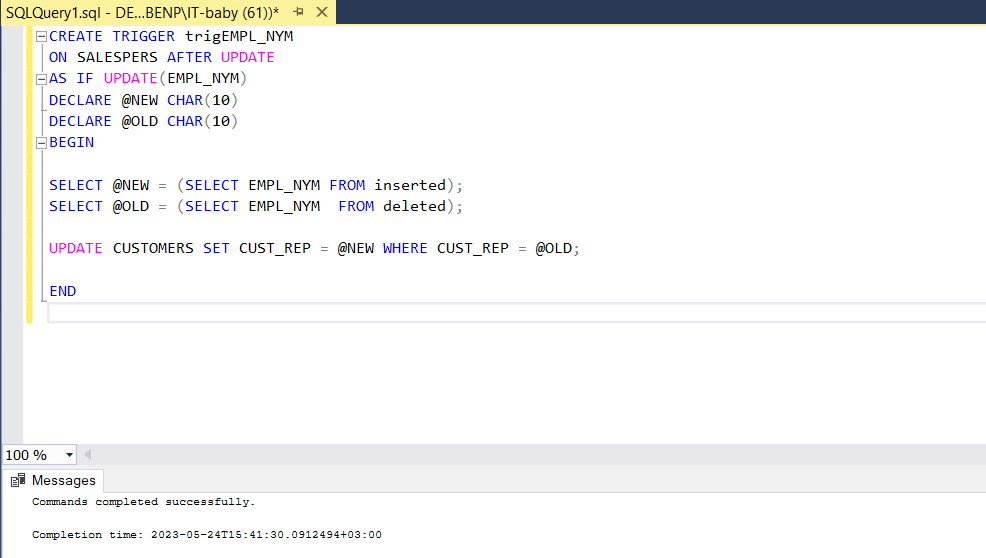 SQLQuery1.sql - DE...BENP\IT-baby (61))*
CREATE TRIGGER trigEMPL_NYM
ON SALESPERS AFTER UPDATE
AS IF UPDATE(EMPL_NYM)
DECLARE @NEW CHAR(10)
DECLARE @OLD CHAR(10)
BEGIN
SELECT @NEW = (SELECT EMPL_NYM FROM inserted);
SELECT @OLD = (SELECT EMPL_NYM  FROM deleted);
UPDATE CUSTOMERS SET CUST_REP = @NEW WHERE CUST_REP = @OLD;
END
100 %
Messages
Commands completed successfully.
Completion time: 2023-05-24T15:41:30.0912494+03:00